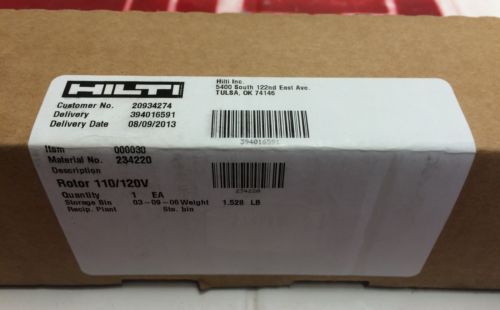 HILTI
Hilti Inc.
5400 South 122nd East Ave.
TULSA, OK 74146
Customer No. 20934274
Delivery 394016591
Delivery Date 08/09/2013
394016591
Item 000030
Material No. 234220
Description
234220
Rotor 110/120V
Quantity 1 EA
Storage Bin 03-09-06 Weight 1.528 LB
Recip. Plant Sto. bin